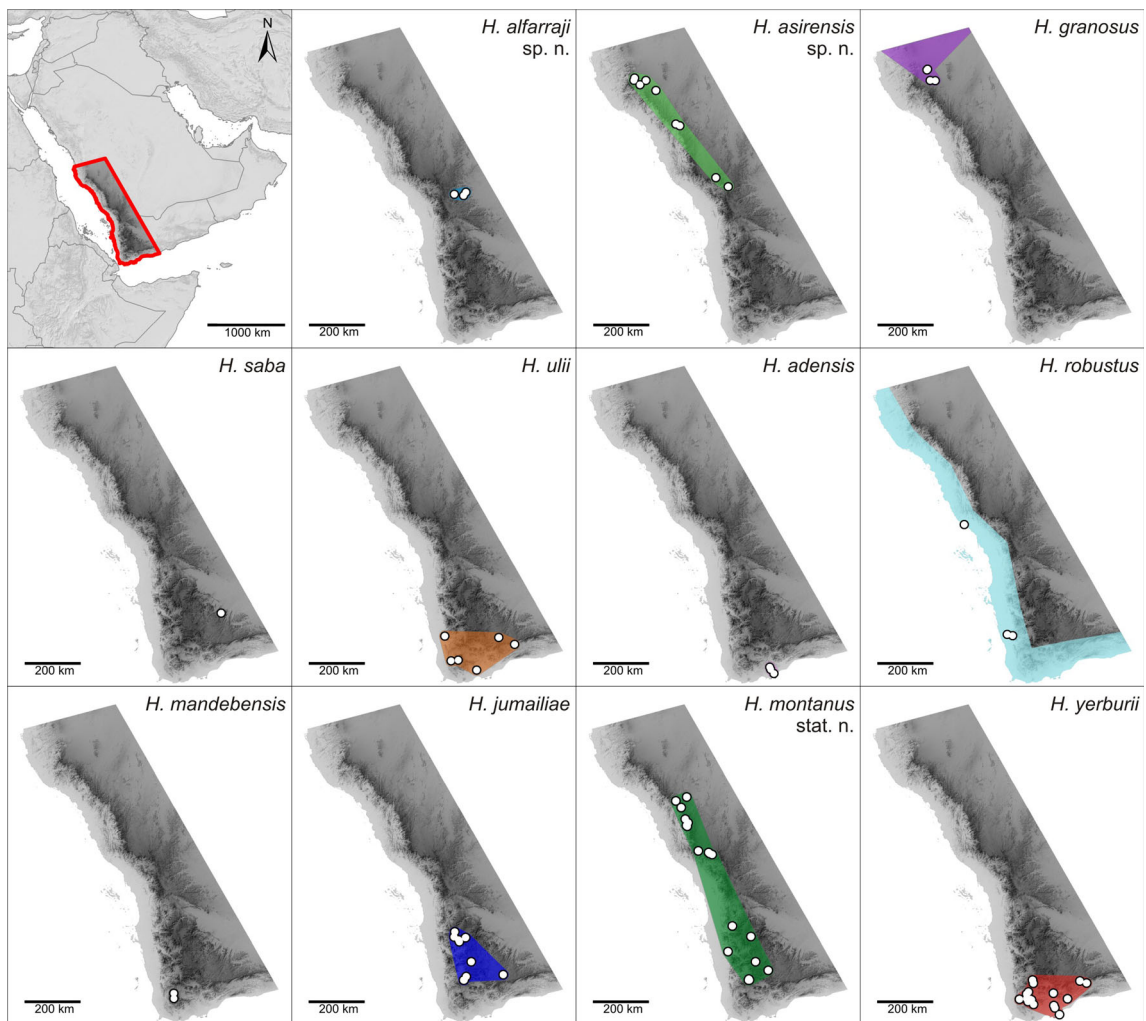 N
1000 km
H. alfarraji
sp. n.
200 km
H. asirensis
sp. n.
200 km
H. granosus
200 km
H. saba
200 km
H. ulii
200 km
H. adensis
200 km
H. robustus
200 km
H. mandebensis
200 km
H. jumailiae
200 km
H. montanus
stat. n.
200 km
H. yerburii
200 km